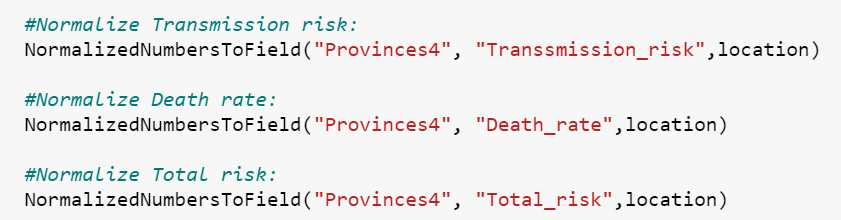 #Normalize Transmission risk:
NormalizedNumbersToField("Provinces4", "Transsmission_risk",location)
#Normalize Death rate:
NormalizedNumbersToField("Provinces4", "Death_rate",location)
#Normalize Total risk:
NormalizedNumbersToField("Provinces4", "Total_risk",location)